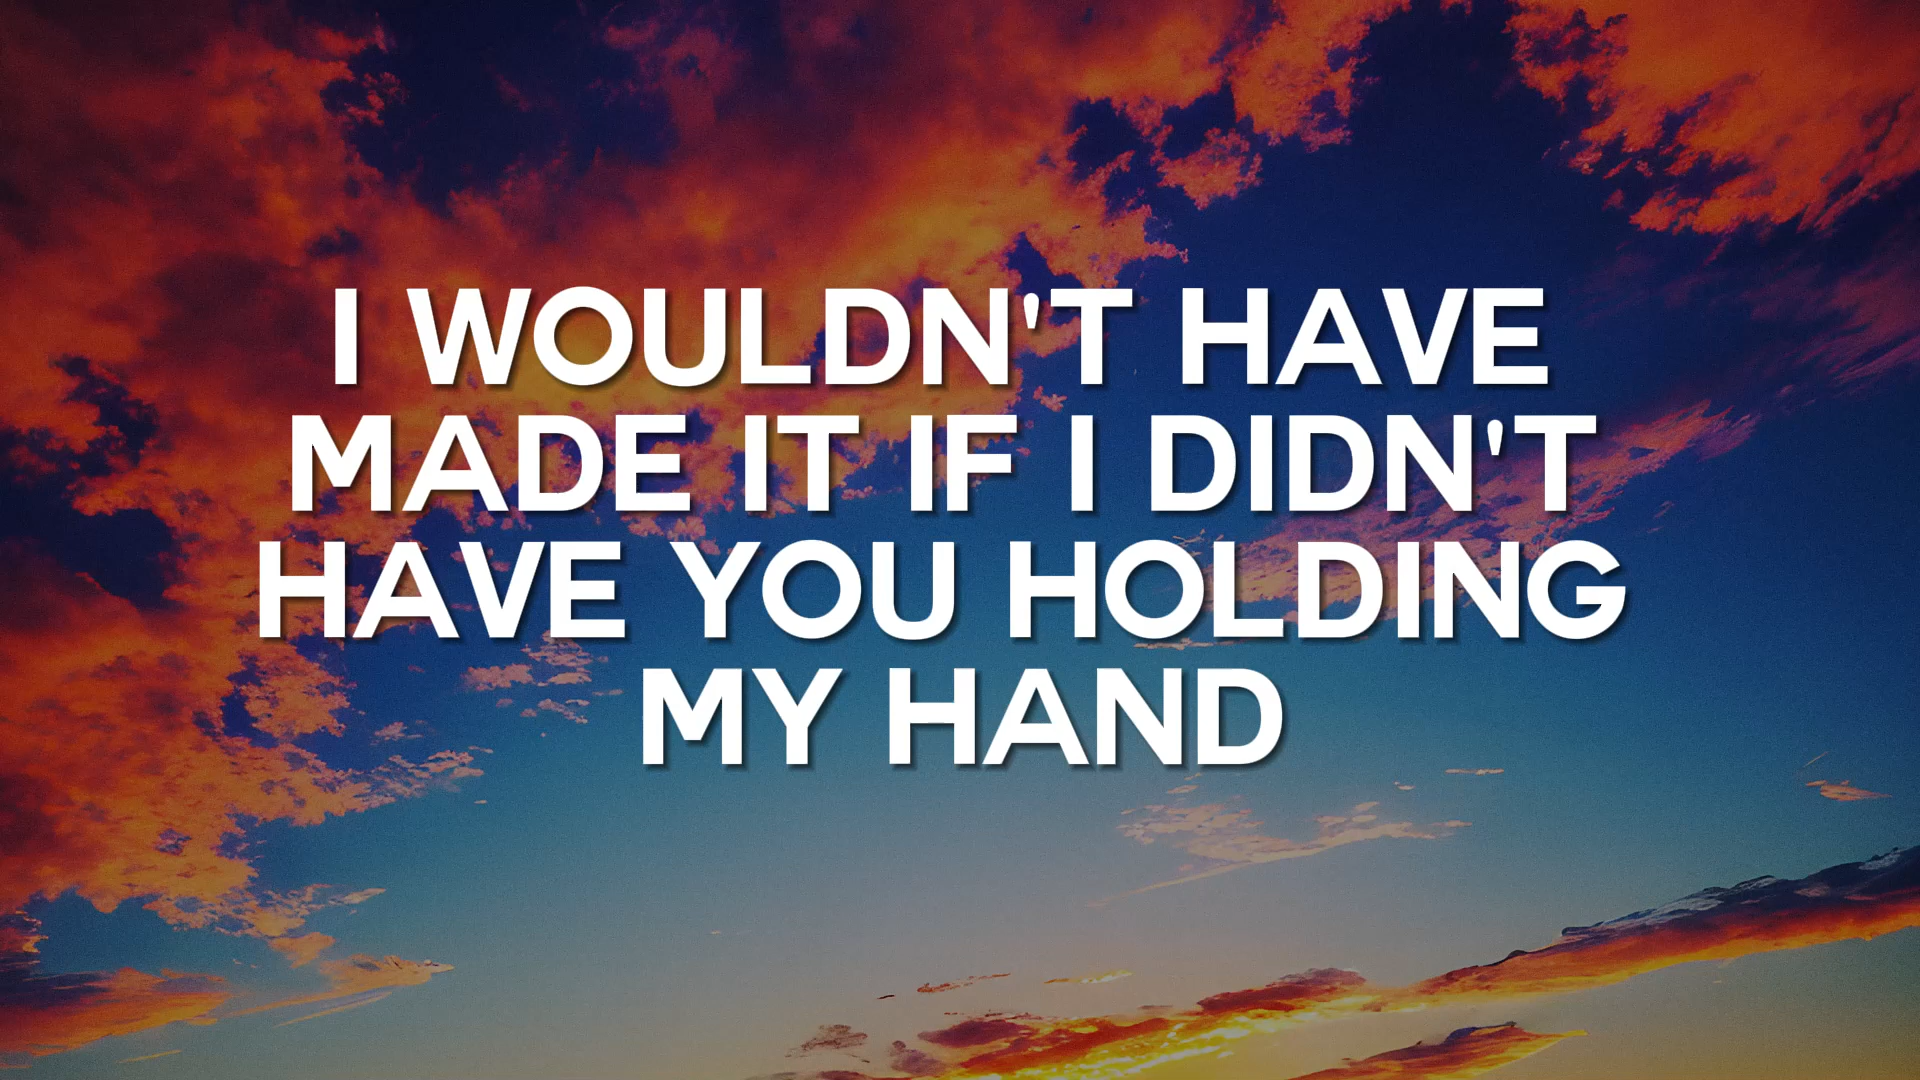 I WOULDN'T HAVE
MADE IT IF I DIDN'T
HAVE YOU HOLDING
MY HAND